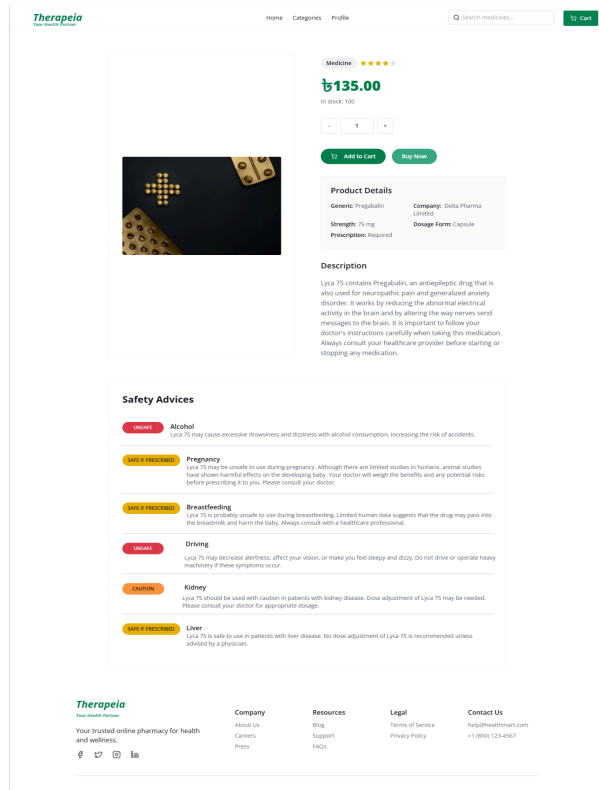 Therapeia
Your Health Partner
Home Categories Profile
Search medicines...
Cart
Medicine
৳135.00
In stock: 100
- 1 +
Add to Cart
Buy Now
Product Details
Generic: Pregabalin
Company: Delta Pharma
Limited
Strength: 75 mg
Dosage Form: Capsule
Prescription: Required
Description
Lyca 75 contains Pregabalin, an antiepileptic drug that is
also used for neuropathic pain and generalized anxiety
disorder. It works by reducing the abnormal electrical
activity in the brain and by altering the way nerves send
messages to the brain. It is important to follow your
doctor's instructions carefully when taking this medication.
Always consult your healthcare provider before starting or
stopping any medication.
Safety Advices
UNSAFE
Alcohol
Lyca 75 may cause excessive drowsiness and dizziness with alcohol consumption, increasing the risk of accidents.
SAFE IF PRESCRIBED
Pregnancy
Lyca 75 may be unsafe to use during pregnancy. Although there are limited studies in humans, animal studies
have shown harmful effects on the developing baby. Your doctor will weigh the benefits and any potential risks
before prescribing it to you. Please consult your doctor.
SAFE IF PRESCRIBED
Breastfeeding
Lyca 75 is probably unsafe to use during breastfeeding. Limited human data suggests that the drug may pass into
the breastmilk and harm the baby. Always consult with a healthcare professional.
UNSAFE
Driving
Lyca 75 may decrease alertness, affect your vision, or make you feel sleepy and dizzy. Do not drive or operate heavy
machinery if these symptoms occur.
CAUTION
Kidney
Lyca 75 should be used with caution in patients with kidney disease. Dose adjustment of Lyca 75 may be needed.
Please consult your doctor for appropriate dosage.
SAFE IF PRESCRIBED
Liver
Lyca 75 is safe to use in patients with liver disease. No dose adjustment of Lyca 75 is recommended unless
advised by a physician.
Therapeia
Your Health Partner
Your trusted online pharmacy for health
and wellness.
Company
About Us
Careers
Press
Resources
Blog
Support
FAQs
Legal
Terms of Service
Privacy Policy
Contact Us
help@healthmart.com
+1 (800) 123-4567